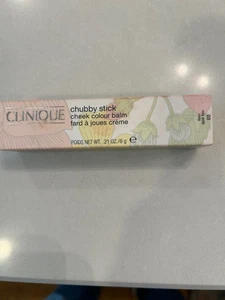 CLINIQUE
chubby stick
cheek colour balm
fard à joues crème
POIDS NET WT. .21 OZ./6 g ℮